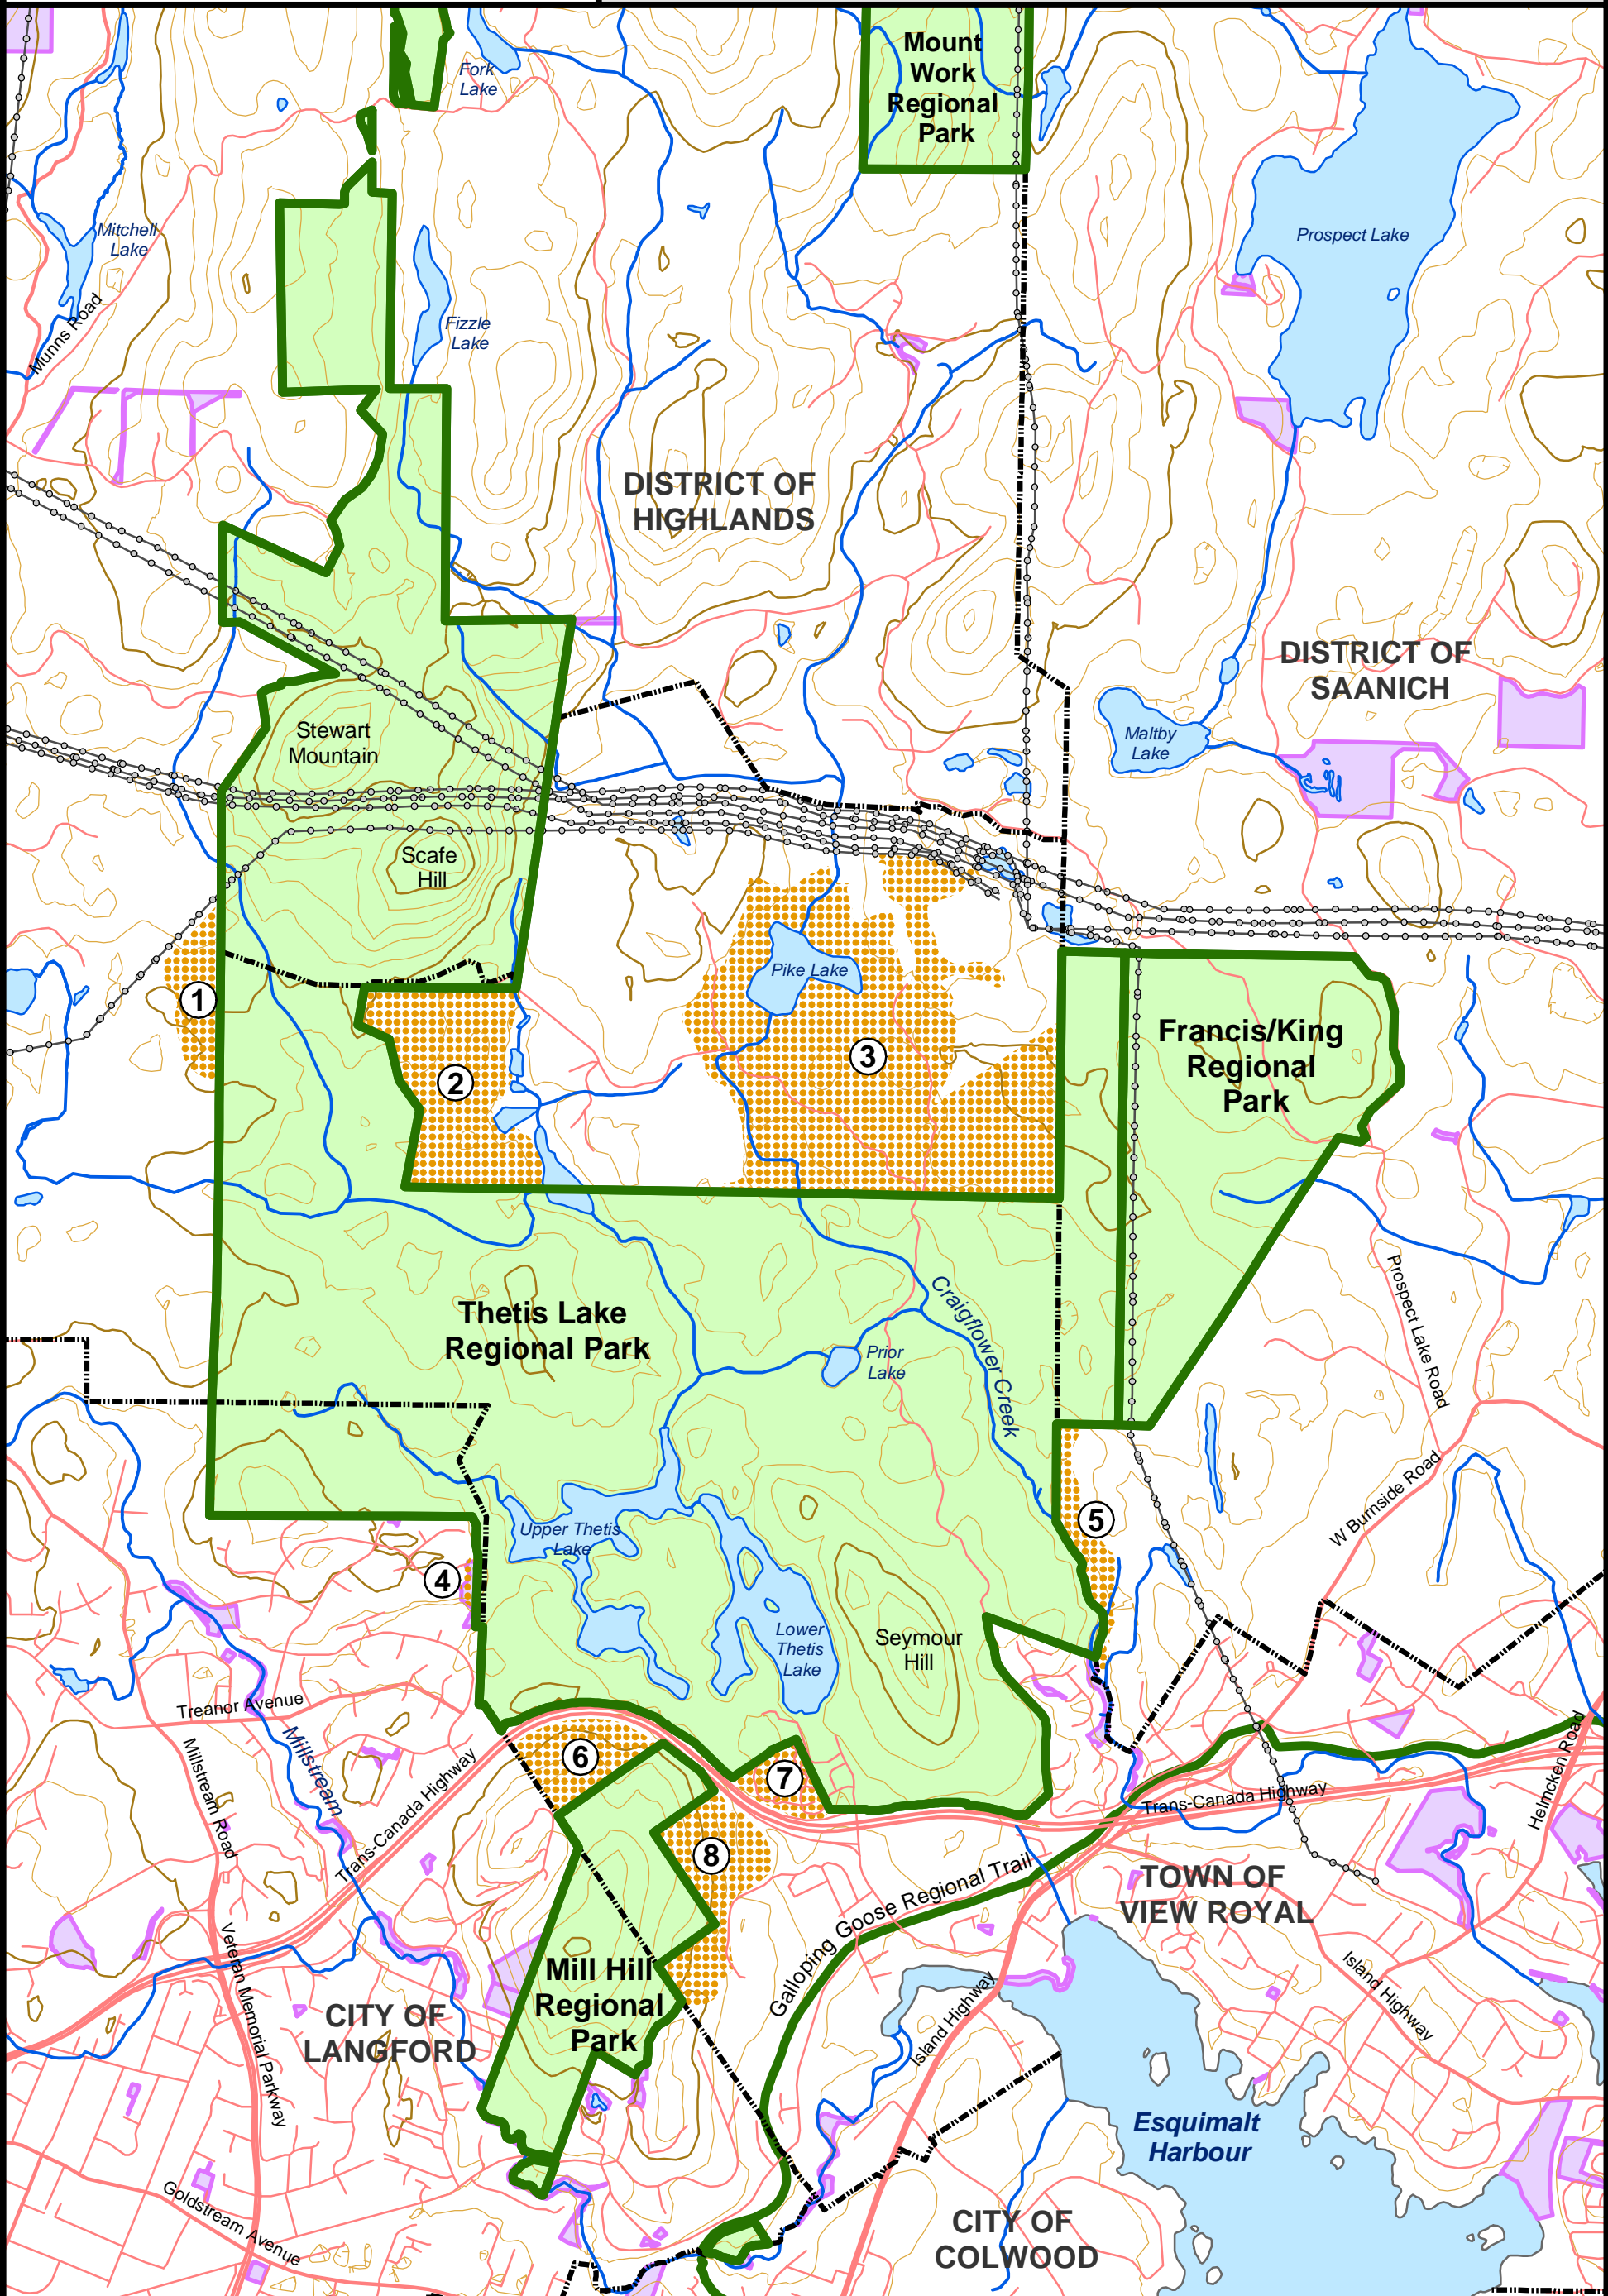 Fork
Lake
Mount
Work
Regional
Park
Mitchell
Lake
Prospect Lake
Munns Road
Fizzle
Lake
DISTRICT OF
HIGHLANDS
DISTRICT OF
SAANICH
Stewart
Mountain
Maltby
Lake
Scafe
Hill
Pike Lake
1
2
3
Francis/King
Regional
Park
Thetis Lake
Regional Park
Craigflower Creek
Prior
Lake
Prospect Lake Road
W Burnside Road
Upper Thetis
Lake
5
4
Lower
Thetis
Lake
Seymour
Hill
Treanor Avenue
Millstream
Millstream Road
Trans-Canada Highway
6
7
8
Trans-Canada Highway
Helmcken Road
Galloping Goose Regional Trail
TOWN OF
VIEW ROYAL
Veteran Memorial Parkway
Mill Hill
Regional
Park
CITY OF
LANGFORD
Island Highway
Island Highway
Esquimalt
Harbour
Goldstream Avenue
CITY OF
COLWOOD